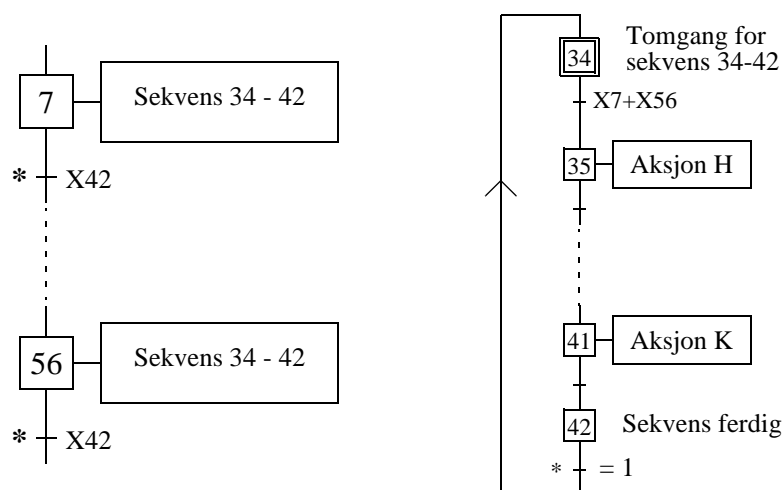 7
Sekvens 34 - 42
* X42
56
Sekvens 34 - 42
* X42
34
Tomgang for
sekvens 34-42
X7+X56
35
Aksjon H
41
Aksjon K
42
Sekvens ferdig
* = 1